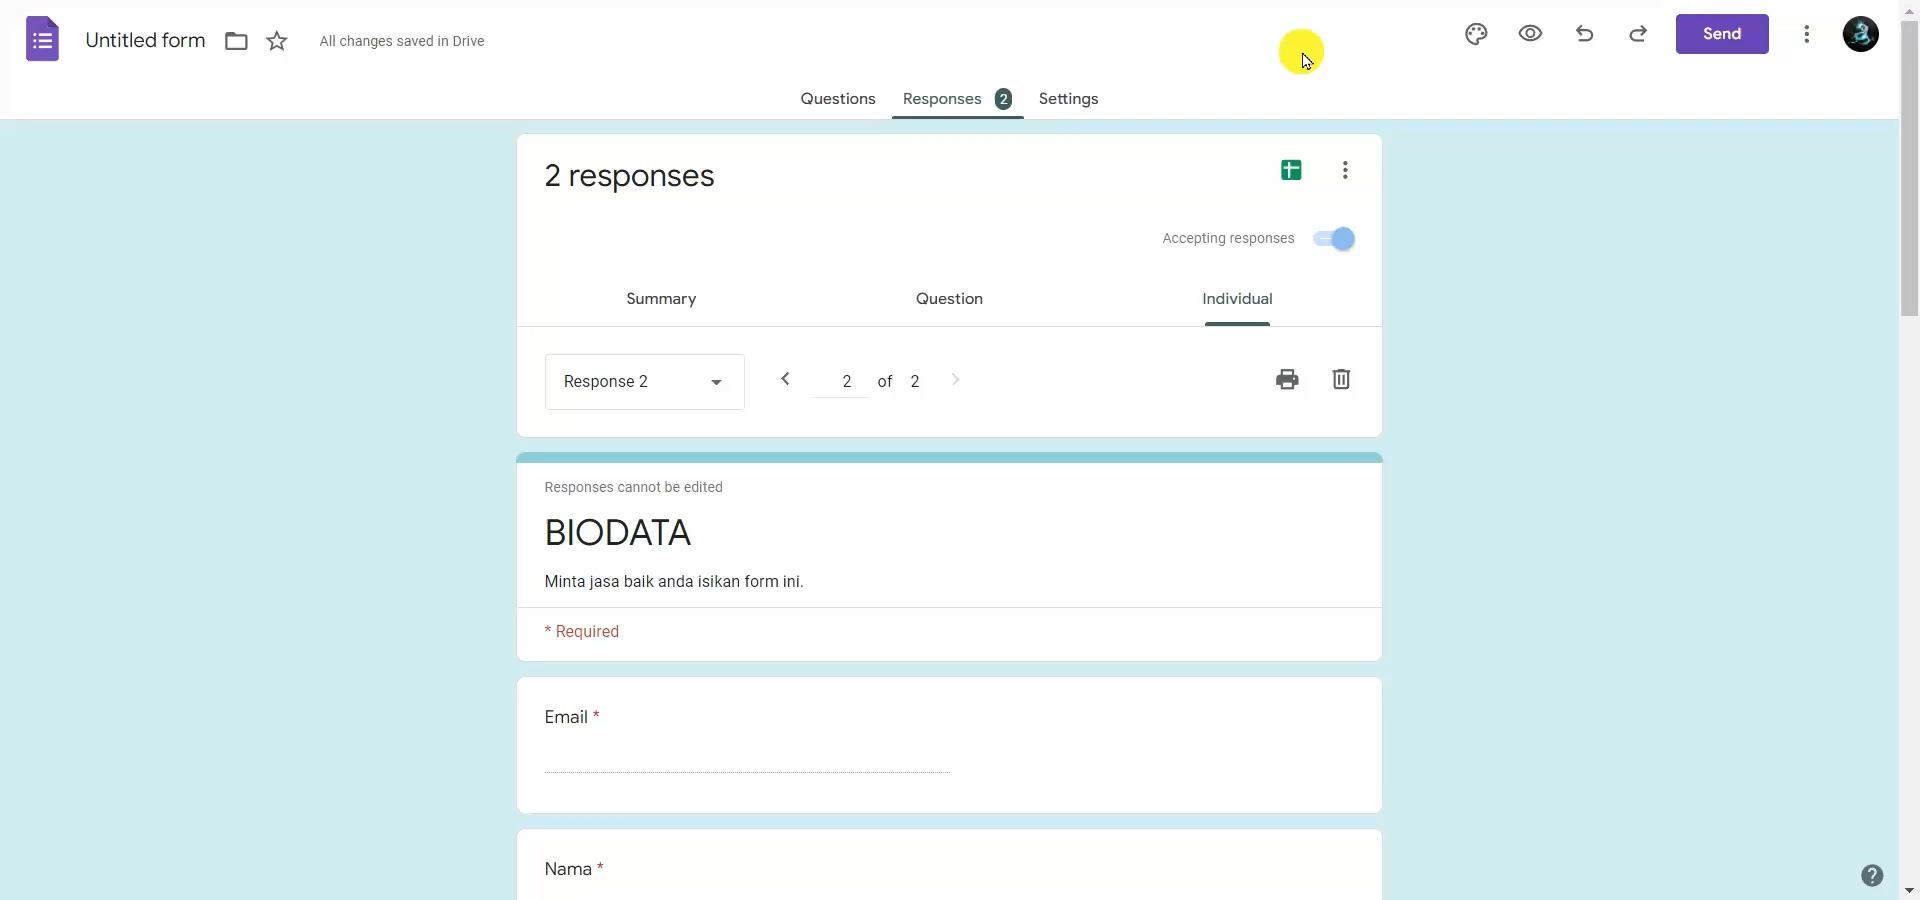 Untitled form
All changes saved in Drive
Send
Questions
Responses 2
Settings
2 responses
Accepting responses
Summary
Question
Individual
Response 2
2 of 2
Responses cannot be edited
BIODATA
Minta jasa baik anda isikan form ini.
* Required
Email *
Nama *